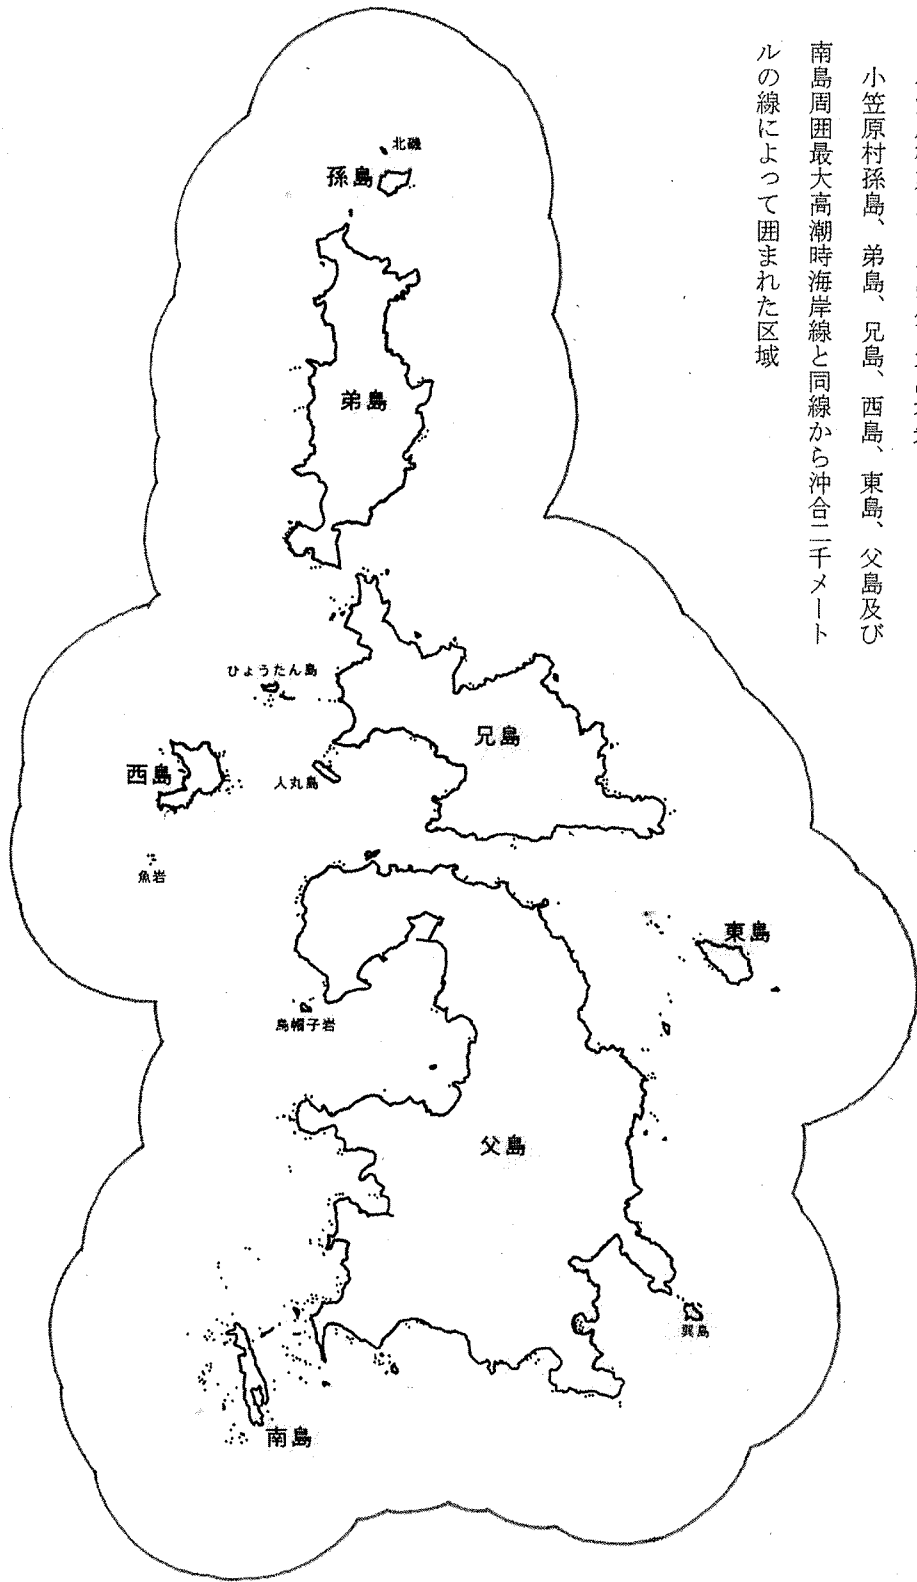 小笠原村孫島、弟島、兄島、西島、東島、父島及び
南島周囲最大高潮時海岸線と同線から沖合二千メート
ルの線によって囲まれた区域
北磯
孫島
弟島
ひょうたん島
兄島
西島
人丸島
魚岩
東島
烏帽子岩
父島
巽島
南島